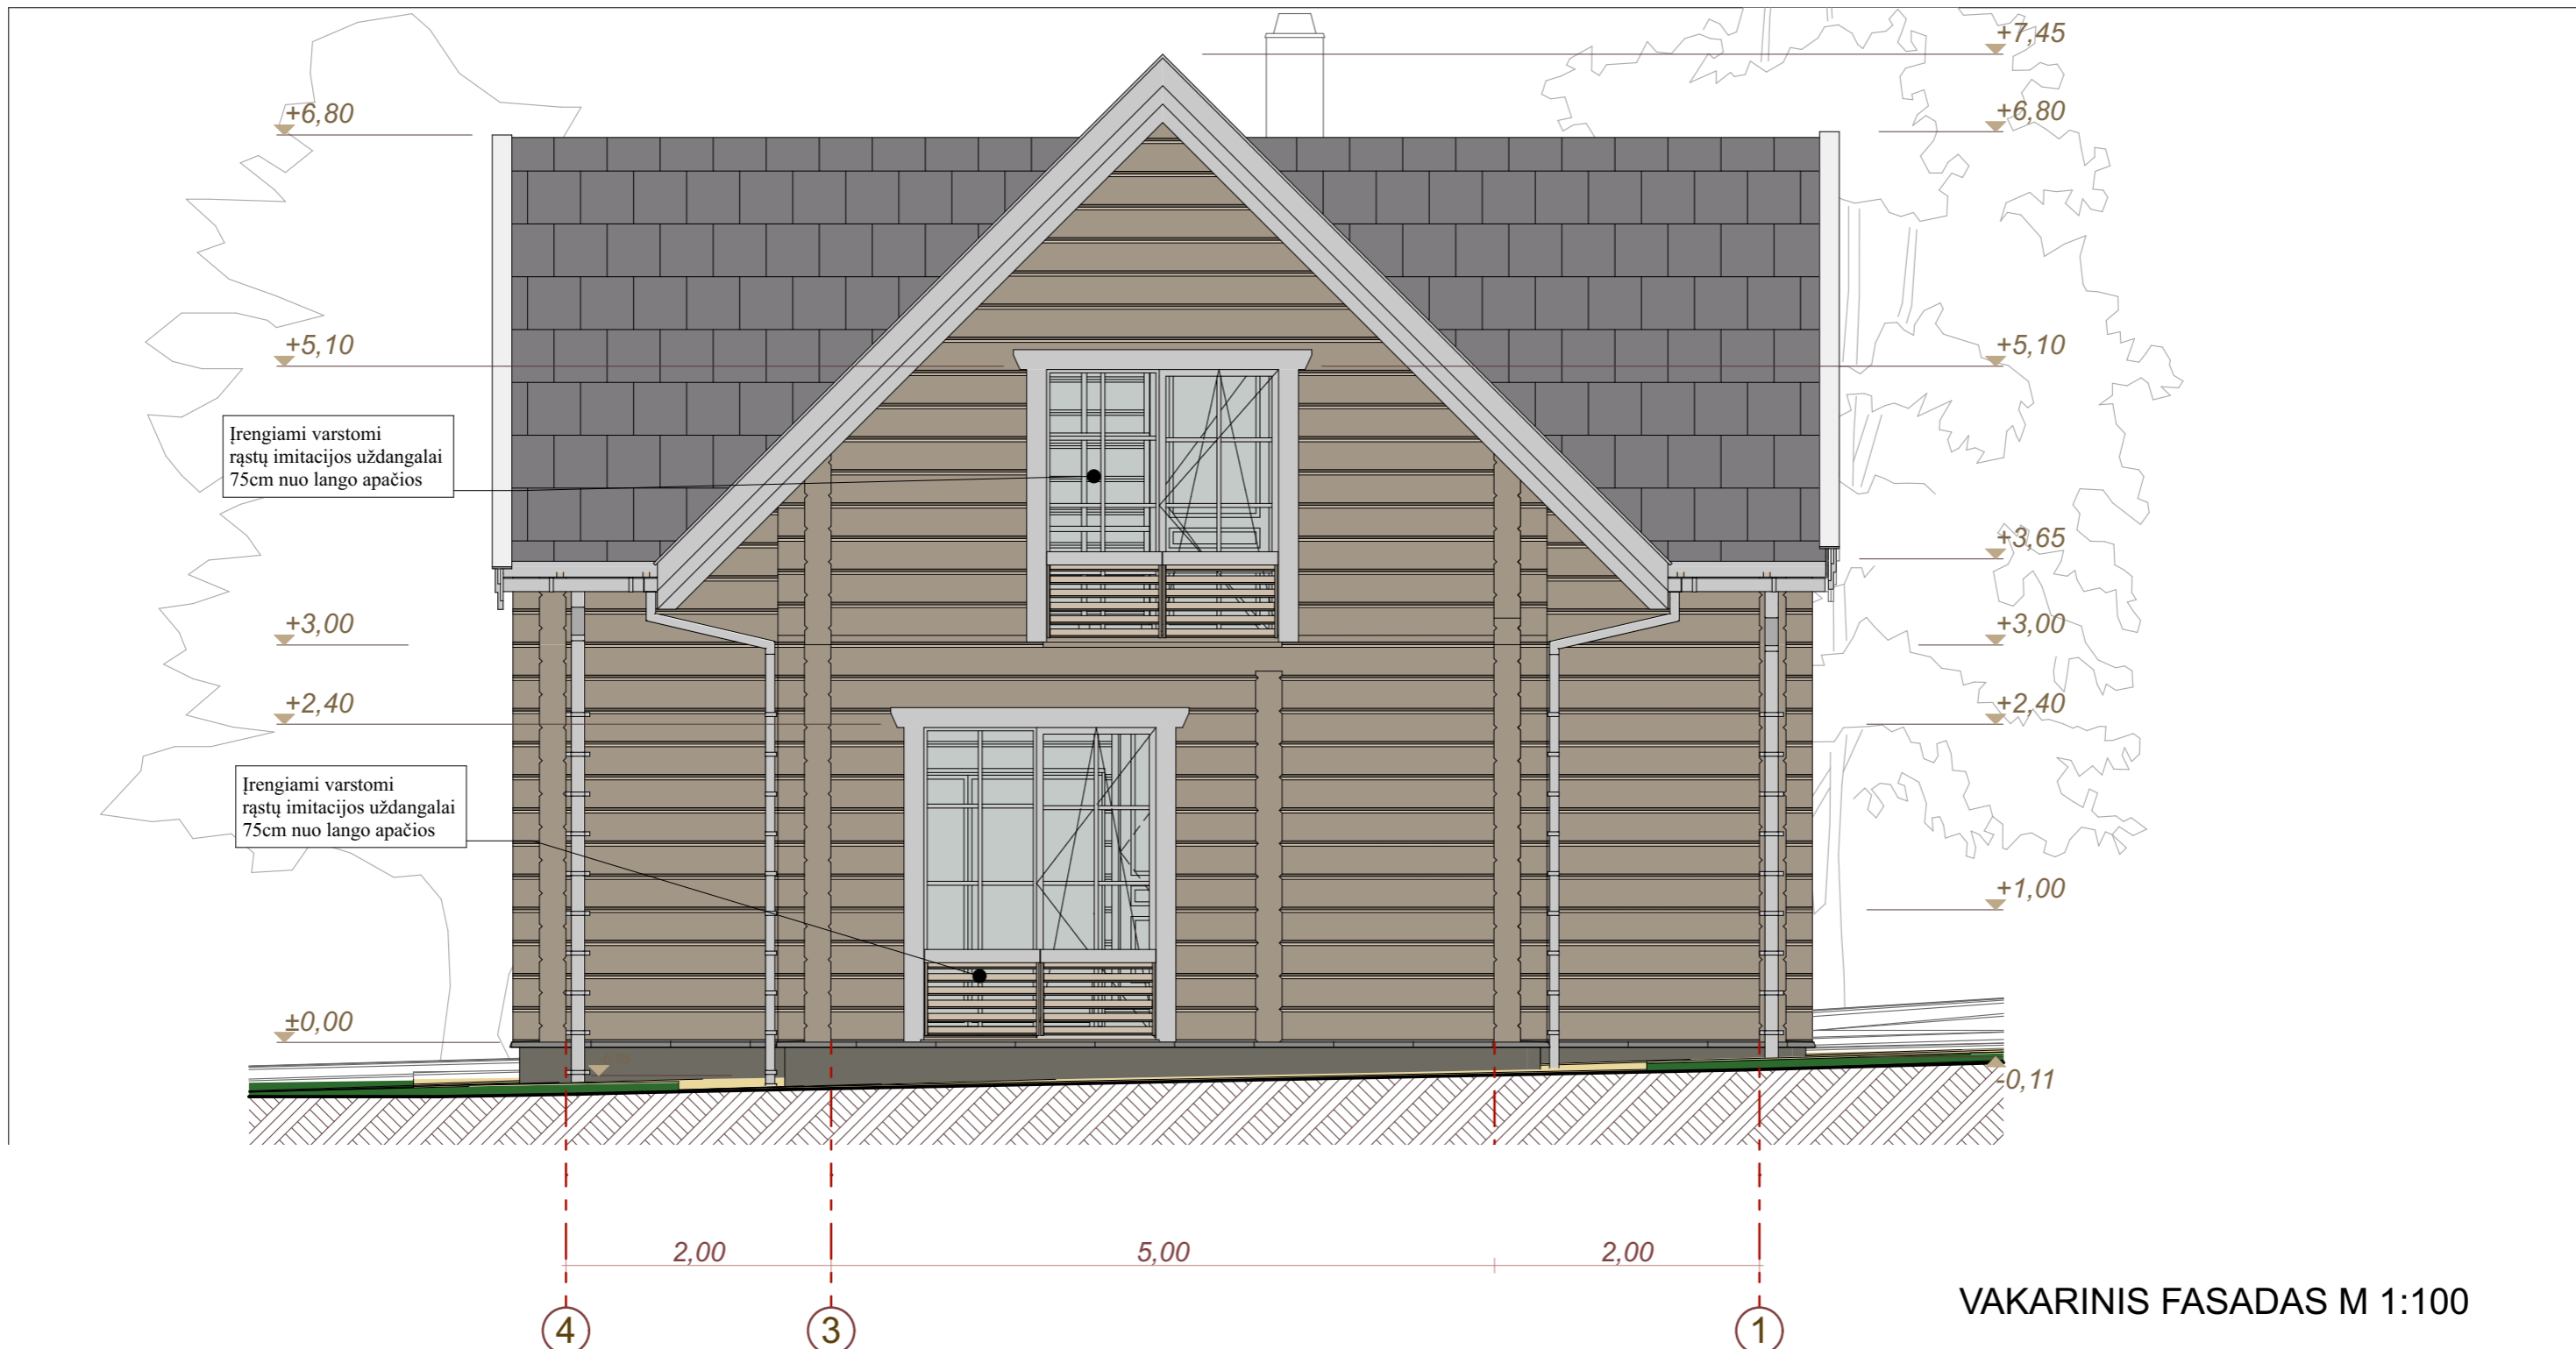 +7,45
+6,80
+6,80
+5,10
+5,10
Įrengiami varstomi
rąstų imitacijos uždangalai
75cm nuo lango apačios
+3,65
+3,00
+3,00
+2,40
+2,40
Įrengiami varstomi
rąstų imitacijos uždangalai
75cm nuo lango apačios
+1,00
±0,00
-0,11
2,00
5,00
2,00
VAKARINIS FASADAS M 1:100
4
3
1